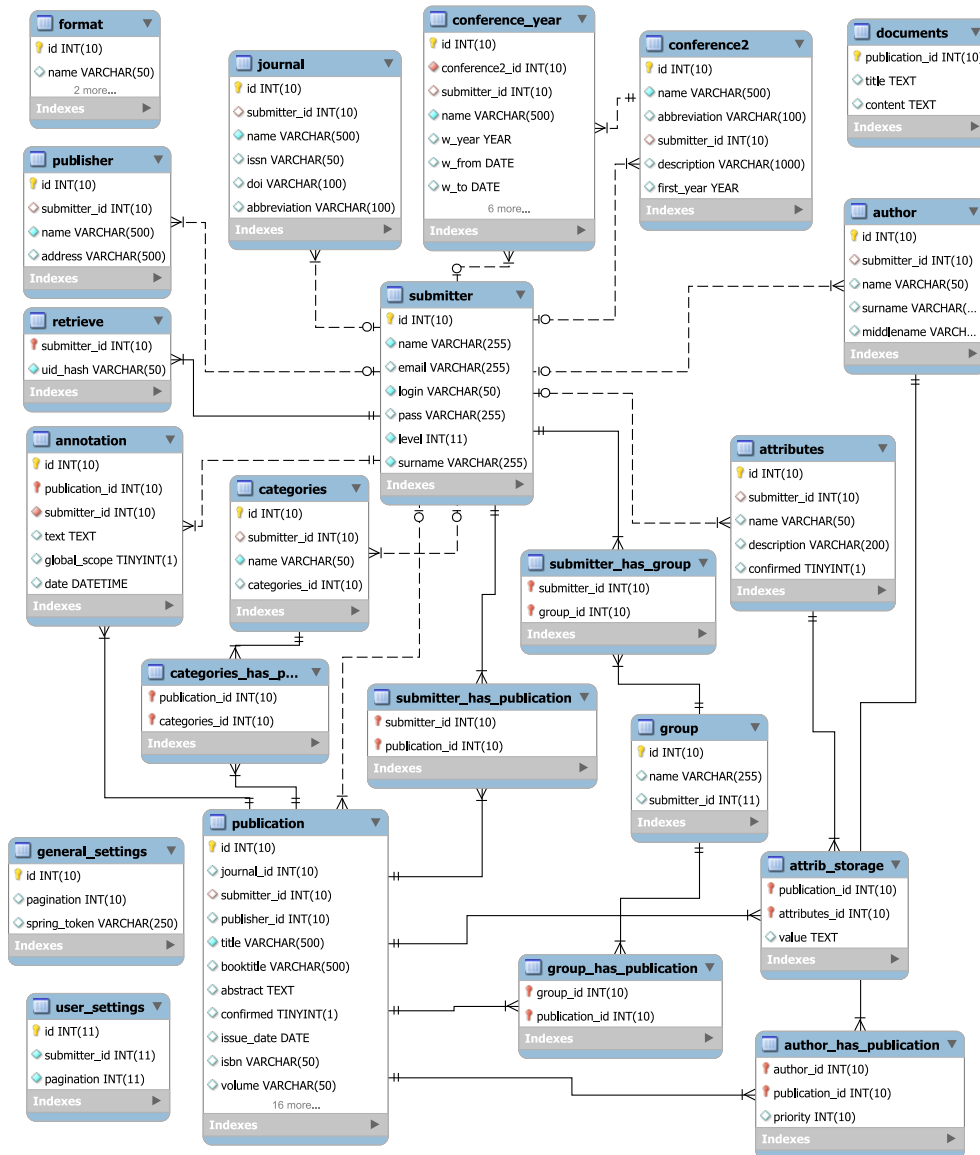 format
id INT(10)
name VARCHAR(50)
2 more...
Indexes
journal
id INT(10)
submitter_id INT(10)
name VARCHAR(500)
issn VARCHAR(50)
doi VARCHAR(100)
abbreviation VARCHAR(100)
Indexes
conference_year
id INT(10)
conference2_id INT(10)
submitter_id INT(10)
name VARCHAR(500)
w_year YEAR
w_from DATE
w_to DATE
6 more...
Indexes
conference2
id INT(10)
name VARCHAR(500)
abbreviation VARCHAR(100)
submitter_id INT(10)
description VARCHAR(1000)
first_year YEAR
Indexes
documents
publication_id INT(10)
title TEXT
content TEXT
Indexes
publisher
id INT(10)
submitter_id INT(10)
name VARCHAR(500)
address VARCHAR(500)
Indexes
author
id INT(10)
submitter_id INT(10)
name VARCHAR(50)
surname VARCHAR(...
middlename VARCH...
Indexes
submitter
id INT(10)
name VARCHAR(255)
email VARCHAR(255)
login VARCHAR(50)
pass VARCHAR(255)
level INT(11)
surname VARCHAR(255)
Indexes
retrieve
submitter_id INT(10)
uid_hash VARCHAR(50)
Indexes
annotation
id INT(10)
publication_id INT(10)
submitter_id INT(10)
text TEXT
global_scope TINYINT(1)
date DATETIME
Indexes
categories
id INT(10)
submitter_id INT(10)
name VARCHAR(50)
categories_id INT(10)
Indexes
attributes
id INT(10)
submitter_id INT(10)
name VARCHAR(50)
description VARCHAR(200)
confirmed TINYINT(1)
Indexes
submitter_has_group
submitter_id INT(10)
group_id INT(10)
Indexes
categories_has_p...
publication_id INT(10)
categories_id INT(10)
Indexes
submitter_has_publication
submitter_id INT(10)
publication_id INT(10)
Indexes
group
id INT(10)
name VARCHAR(255)
submitter_id INT(11)
Indexes
publication
id INT(10)
journal_id INT(10)
submitter_id INT(10)
publisher_id INT(10)
title VARCHAR(500)
booktitle VARCHAR(500)
abstract TEXT
confirmed TINYINT(1)
issue_date DATE
isbn VARCHAR(50)
volume VARCHAR(50)
16 more...
Indexes
general_settings
id INT(10)
pagination INT(10)
spring_token VARCHAR(250)
Indexes
attrib_storage
publication_id INT(10)
attributes_id INT(10)
value TEXT
Indexes
group_has_publication
group_id INT(10)
publication_id INT(10)
Indexes
user_settings
id INT(11)
submitter_id INT(11)
pagination INT(11)
Indexes
author_has_publication
author_id INT(10)
publication_id INT(10)
priority INT(10)
Indexes